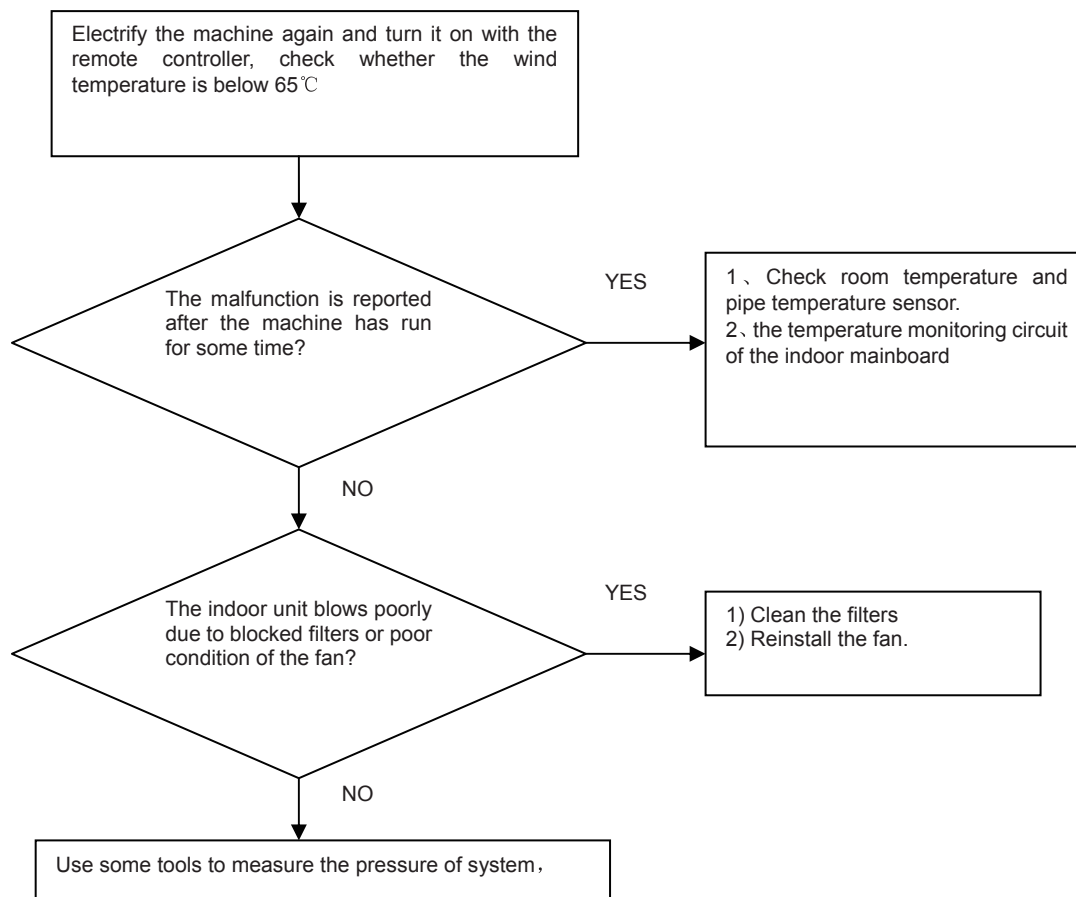 Electrify the machine again and turn it on with the
remote controller, check whether the wind
temperature is below 65℃
The malfunction is reported
after the machine has run
for some time?
YES
1、Check room temperature and
pipe temperature sensor.
2、the temperature monitoring circuit
of the indoor mainboard
NO
The indoor unit blows poorly
due to blocked filters or poor
condition of the fan?
YES
1) Clean the filters
2) Reinstall the fan.
NO
Use some tools to measure the pressure of system，